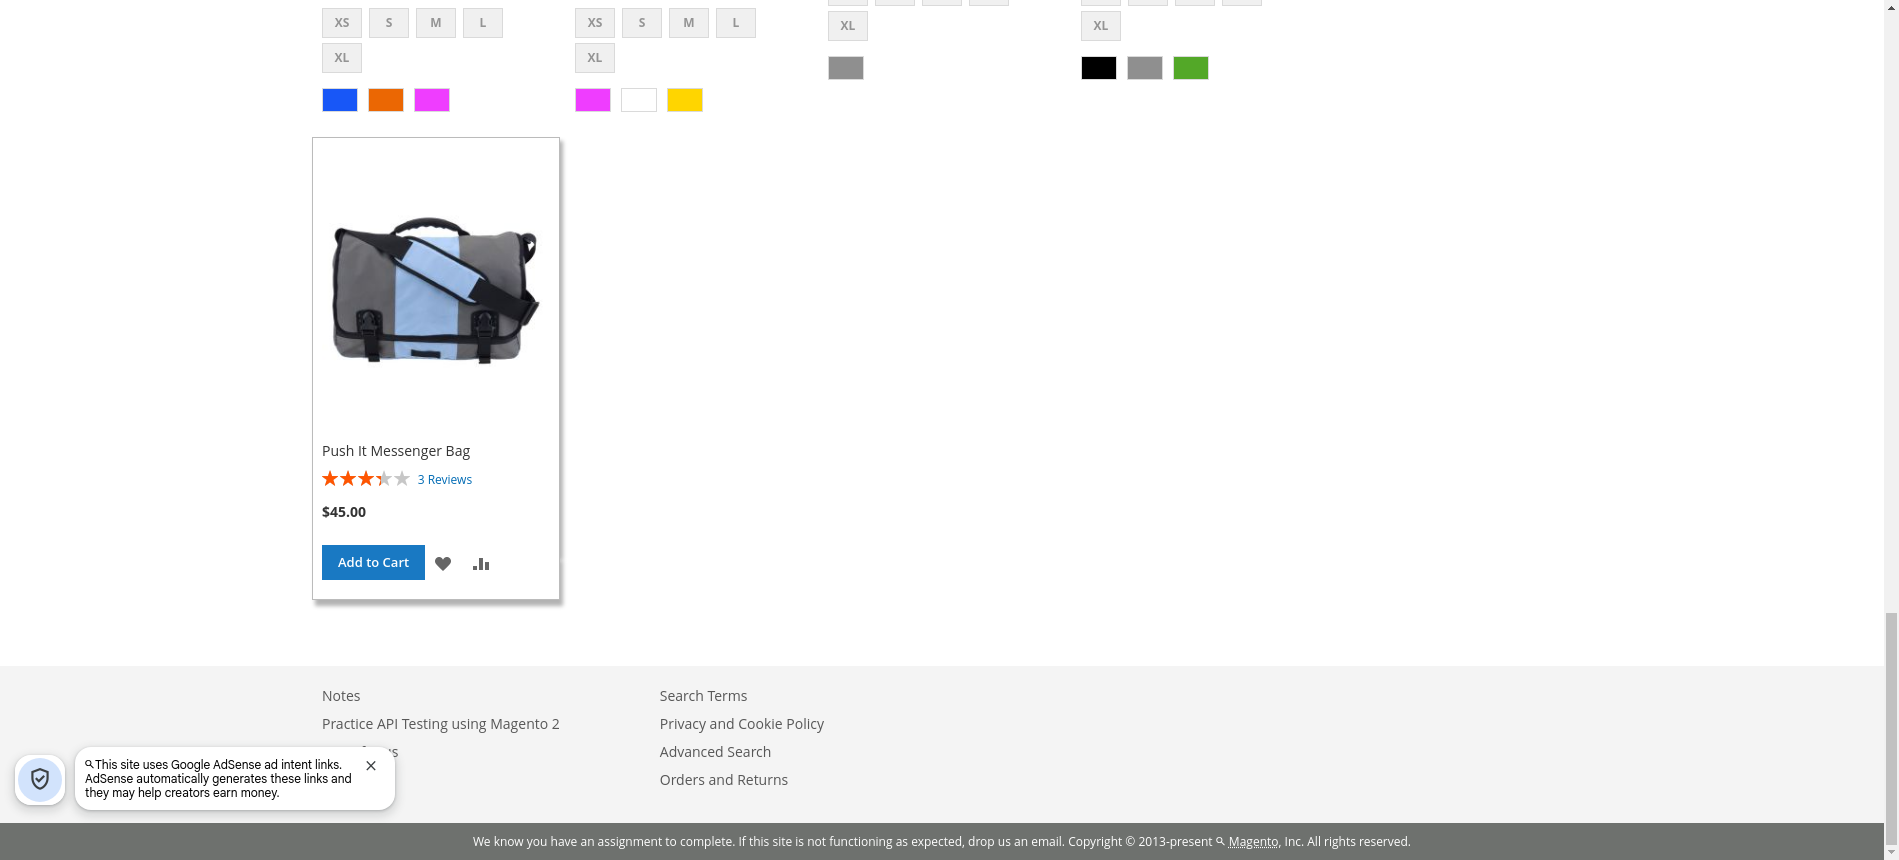 XS S M L
XL
XS S M L
XL
XL
XL
Push It Messenger Bag
3 Reviews
$45.00
Add to Cart
Notes
Practice API Testing using Magento 2
Search Terms
Privacy and Cookie Policy
Advanced Search
Orders and Returns
This site uses Google AdSense ad intent links.
AdSense automatically generates these links and
they may help creators earn money.
We know you have an assignment to complete. If this site is not functioning as expected, drop us an email. Copyright © 2013-present Magento, Inc. All rights reserved.